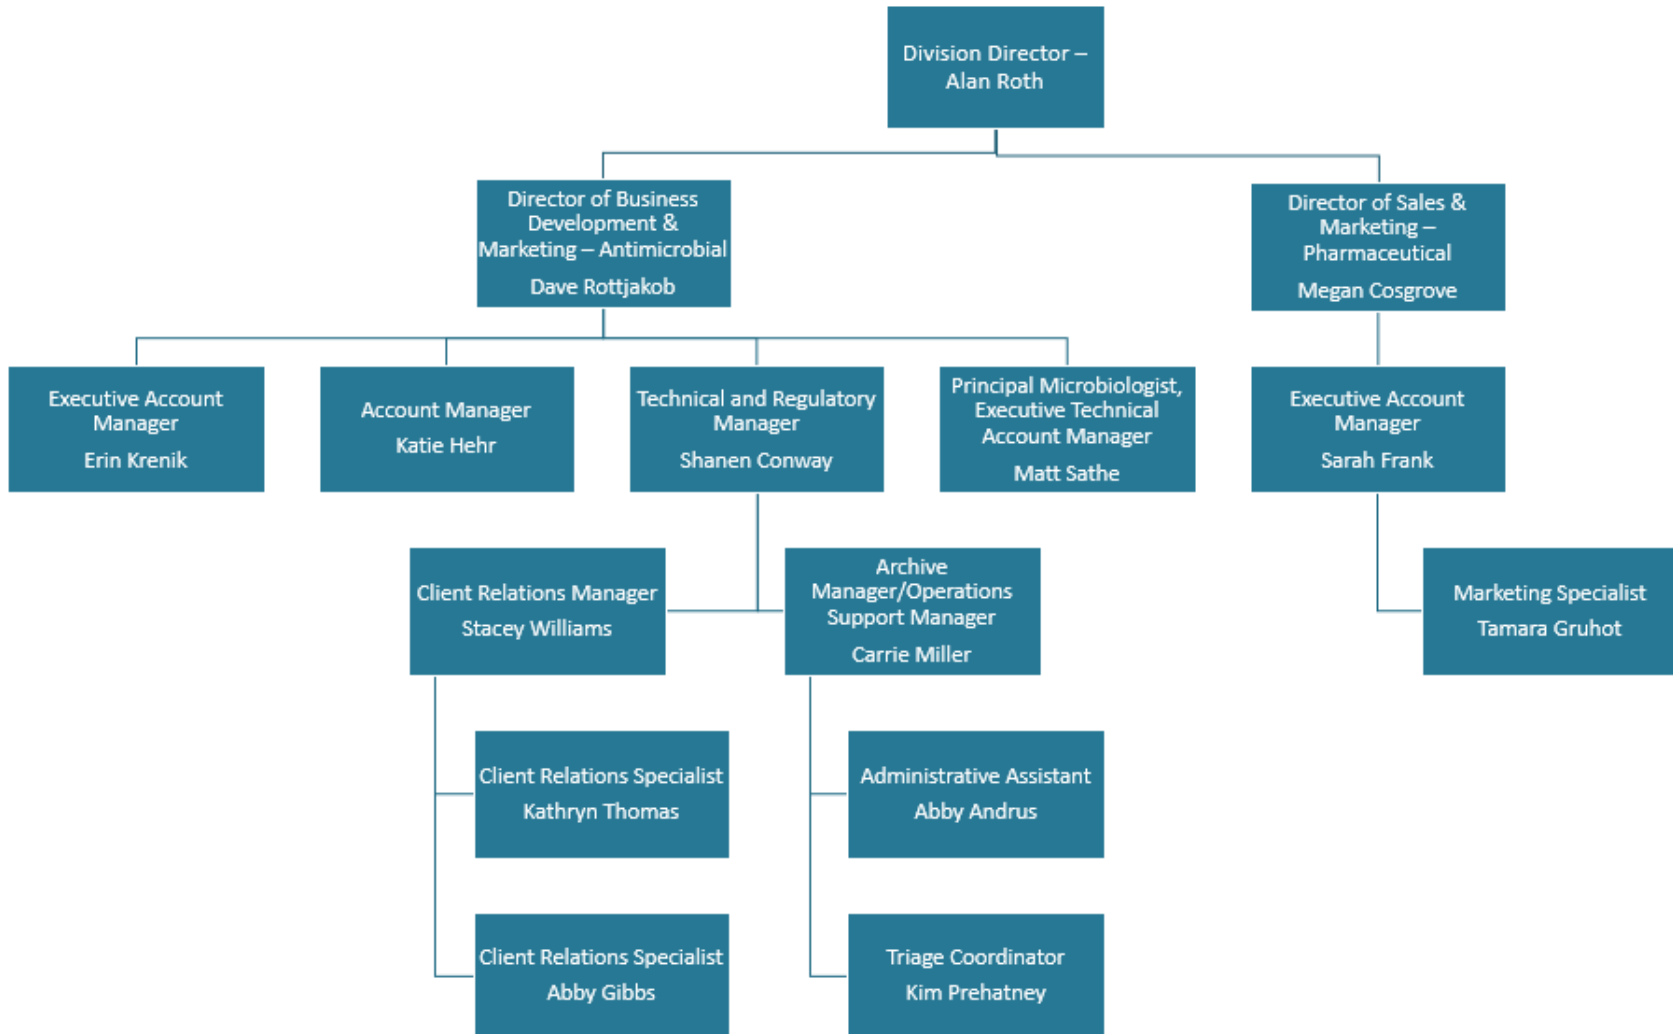 Division Director –
Alan Roth
Director of Business
Development &
Marketing – Antimicrobial
Dave Rottjakob
Director of Sales &
Marketing –
Pharmaceutical
Megan Cosgrove
Executive Account
Manager
Erin Krenik
Account Manager
Katie Hehr
Technical and Regulatory
Manager
Shanen Conway
Principal Microbiologist,
Executive Technical
Account Manager
Matt Sathe
Executive Account
Manager
Sarah Frank
Client Relations Manager
Stacey Williams
Archive
Manager/Operations
Support Manager
Carrie Miller
Marketing Specialist
Tamara Gruhot
Client Relations Specialist
Kathryn Thomas
Administrative Assistant
Abby Andrus
Client Relations Specialist
Abby Gibbs
Triage Coordinator
Kim Prehatney